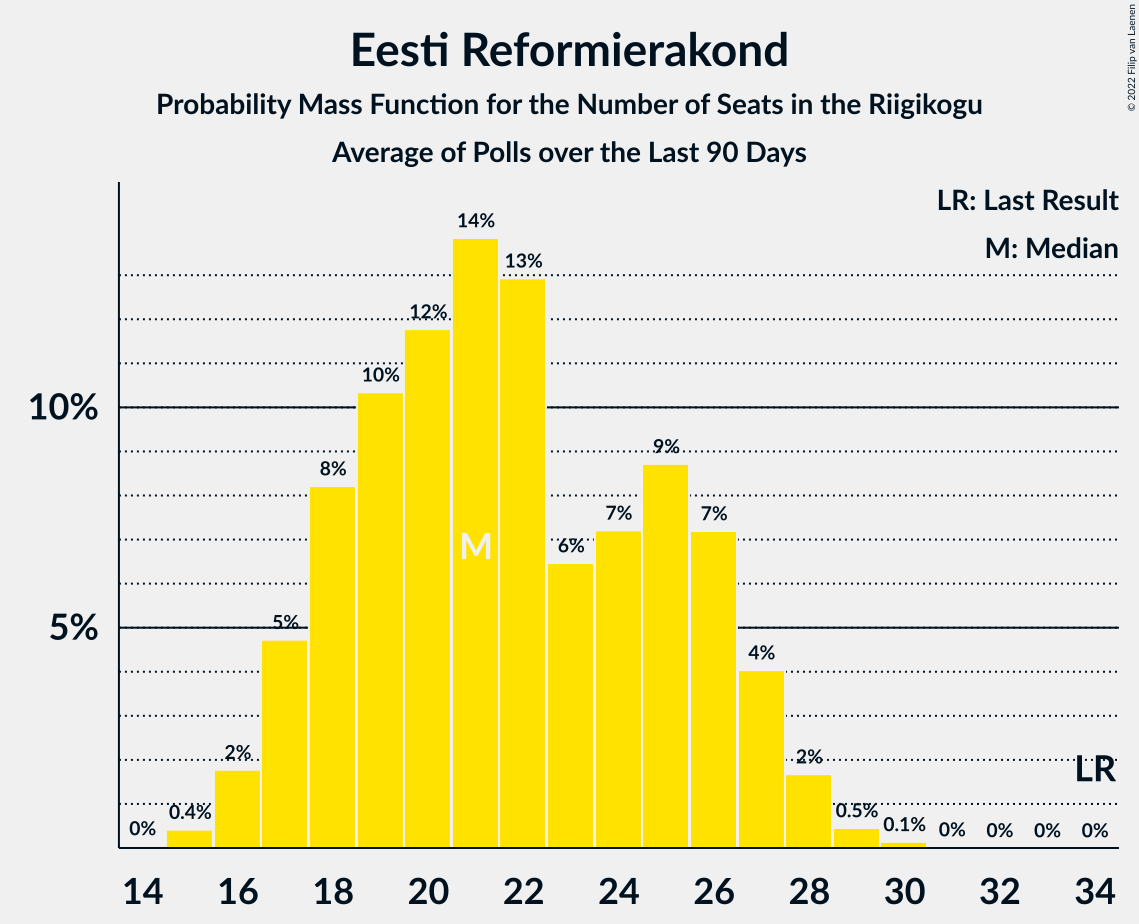 Eesti Reformierakond
Probability Mass Function for the Number of Seats in the Riigikogu
Average of Polls over the Last 90 Days
© 2022 Filip van Laenen
LR: Last Result
M: Median
10%
5%
0%
0.4%
2%
5%
8%
10%
12%
14%
13%
6%
7%
9%
7%
4%
2%
0.5%
0.1%
0%
0%
0%
0%
M
LR
14 16 18 20 22 24 26 28 30 32 34